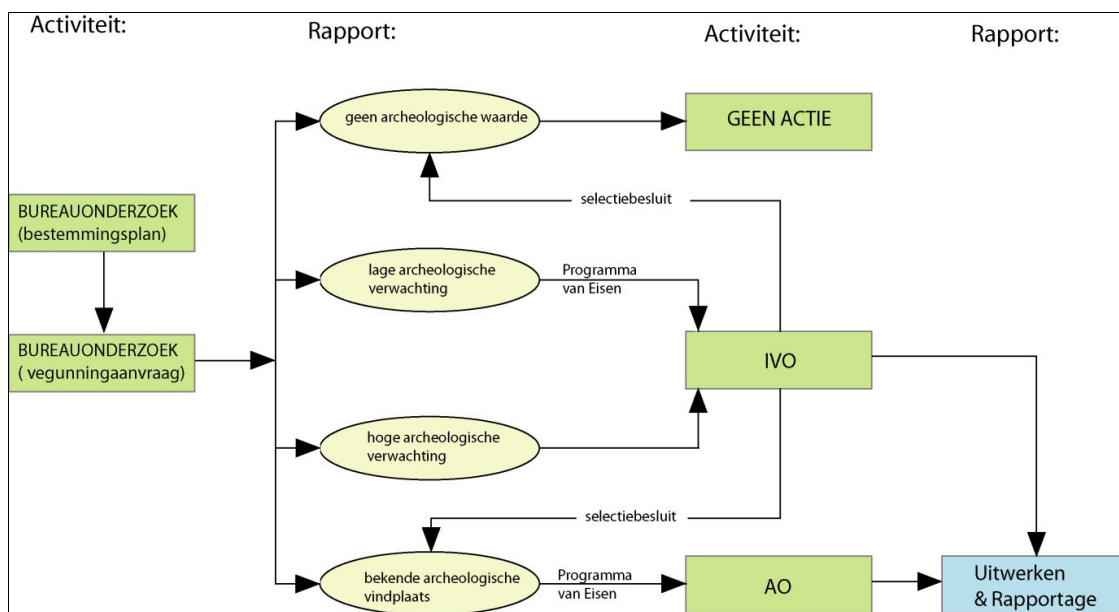 Activiteit:
Rapport:
Activiteit:
Rapport:
geen archeologische waarde
GEEN ACTIE
selectiebesluit
BUREAUONDERZOEK
(bestemmingsplan)
lage archeologische
verwachting
Programma
van Eisen
BUREAUONDERZOEK
( vegunningaanvraag)
IVO
hoge archeologische
verwachting
selectiebesluit
bekende archeologische
vindplaats
Programma
van Eisen
AO
Uitwerken
& Rapportage